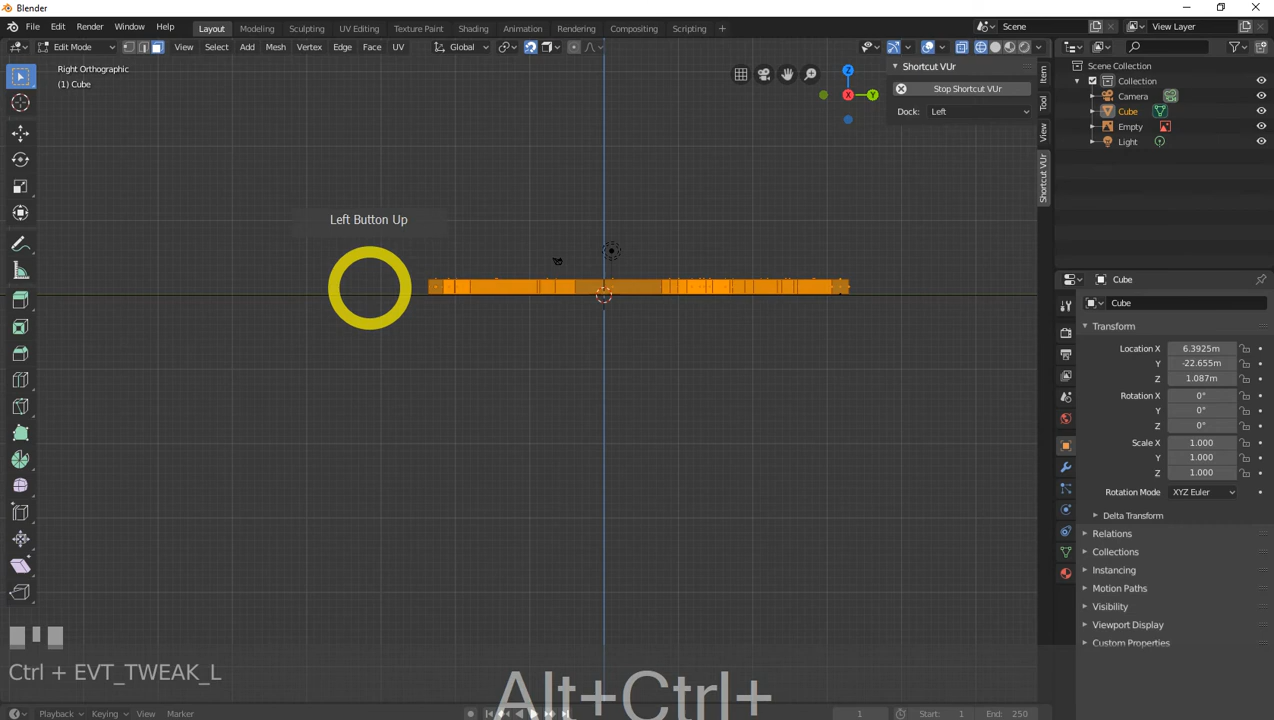 Blender
File Edit Render Window Help
Layout Modeling Sculpting UV Editing Texture Paint Shading Animation Rendering Compositing Scripting
Scene
View Layer
Edit Mode
View Select Add Mesh Vertex Edge Face UV
Global
Right Orthographic
(1) Cube
Shortcut VUr
Stop Shortcut VUr
Dock: Left
Item
Tool
View
Shortcut VUr
X
Y
Z
Scene Collection
Collection
Camera
Cube
Empty
Light
Left Button Up
Cube
Cube
Transform
Location X 6.3925m
Y -22.655m
Z 1.087m
Rotation X 0°
Y 0°
Z 0°
Scale X 1.000
Y 1.000
Z 1.000
Rotation Mode XYZ Euler
Delta Transform
Relations
Collections
Instancing
Motion Paths
Visibility
Viewport Display
Custom Properties
Ctrl + EVT_TWEAK_L
Alt+Ctrl+
Playback Keying View Marker
1 Start: 1 End: 250